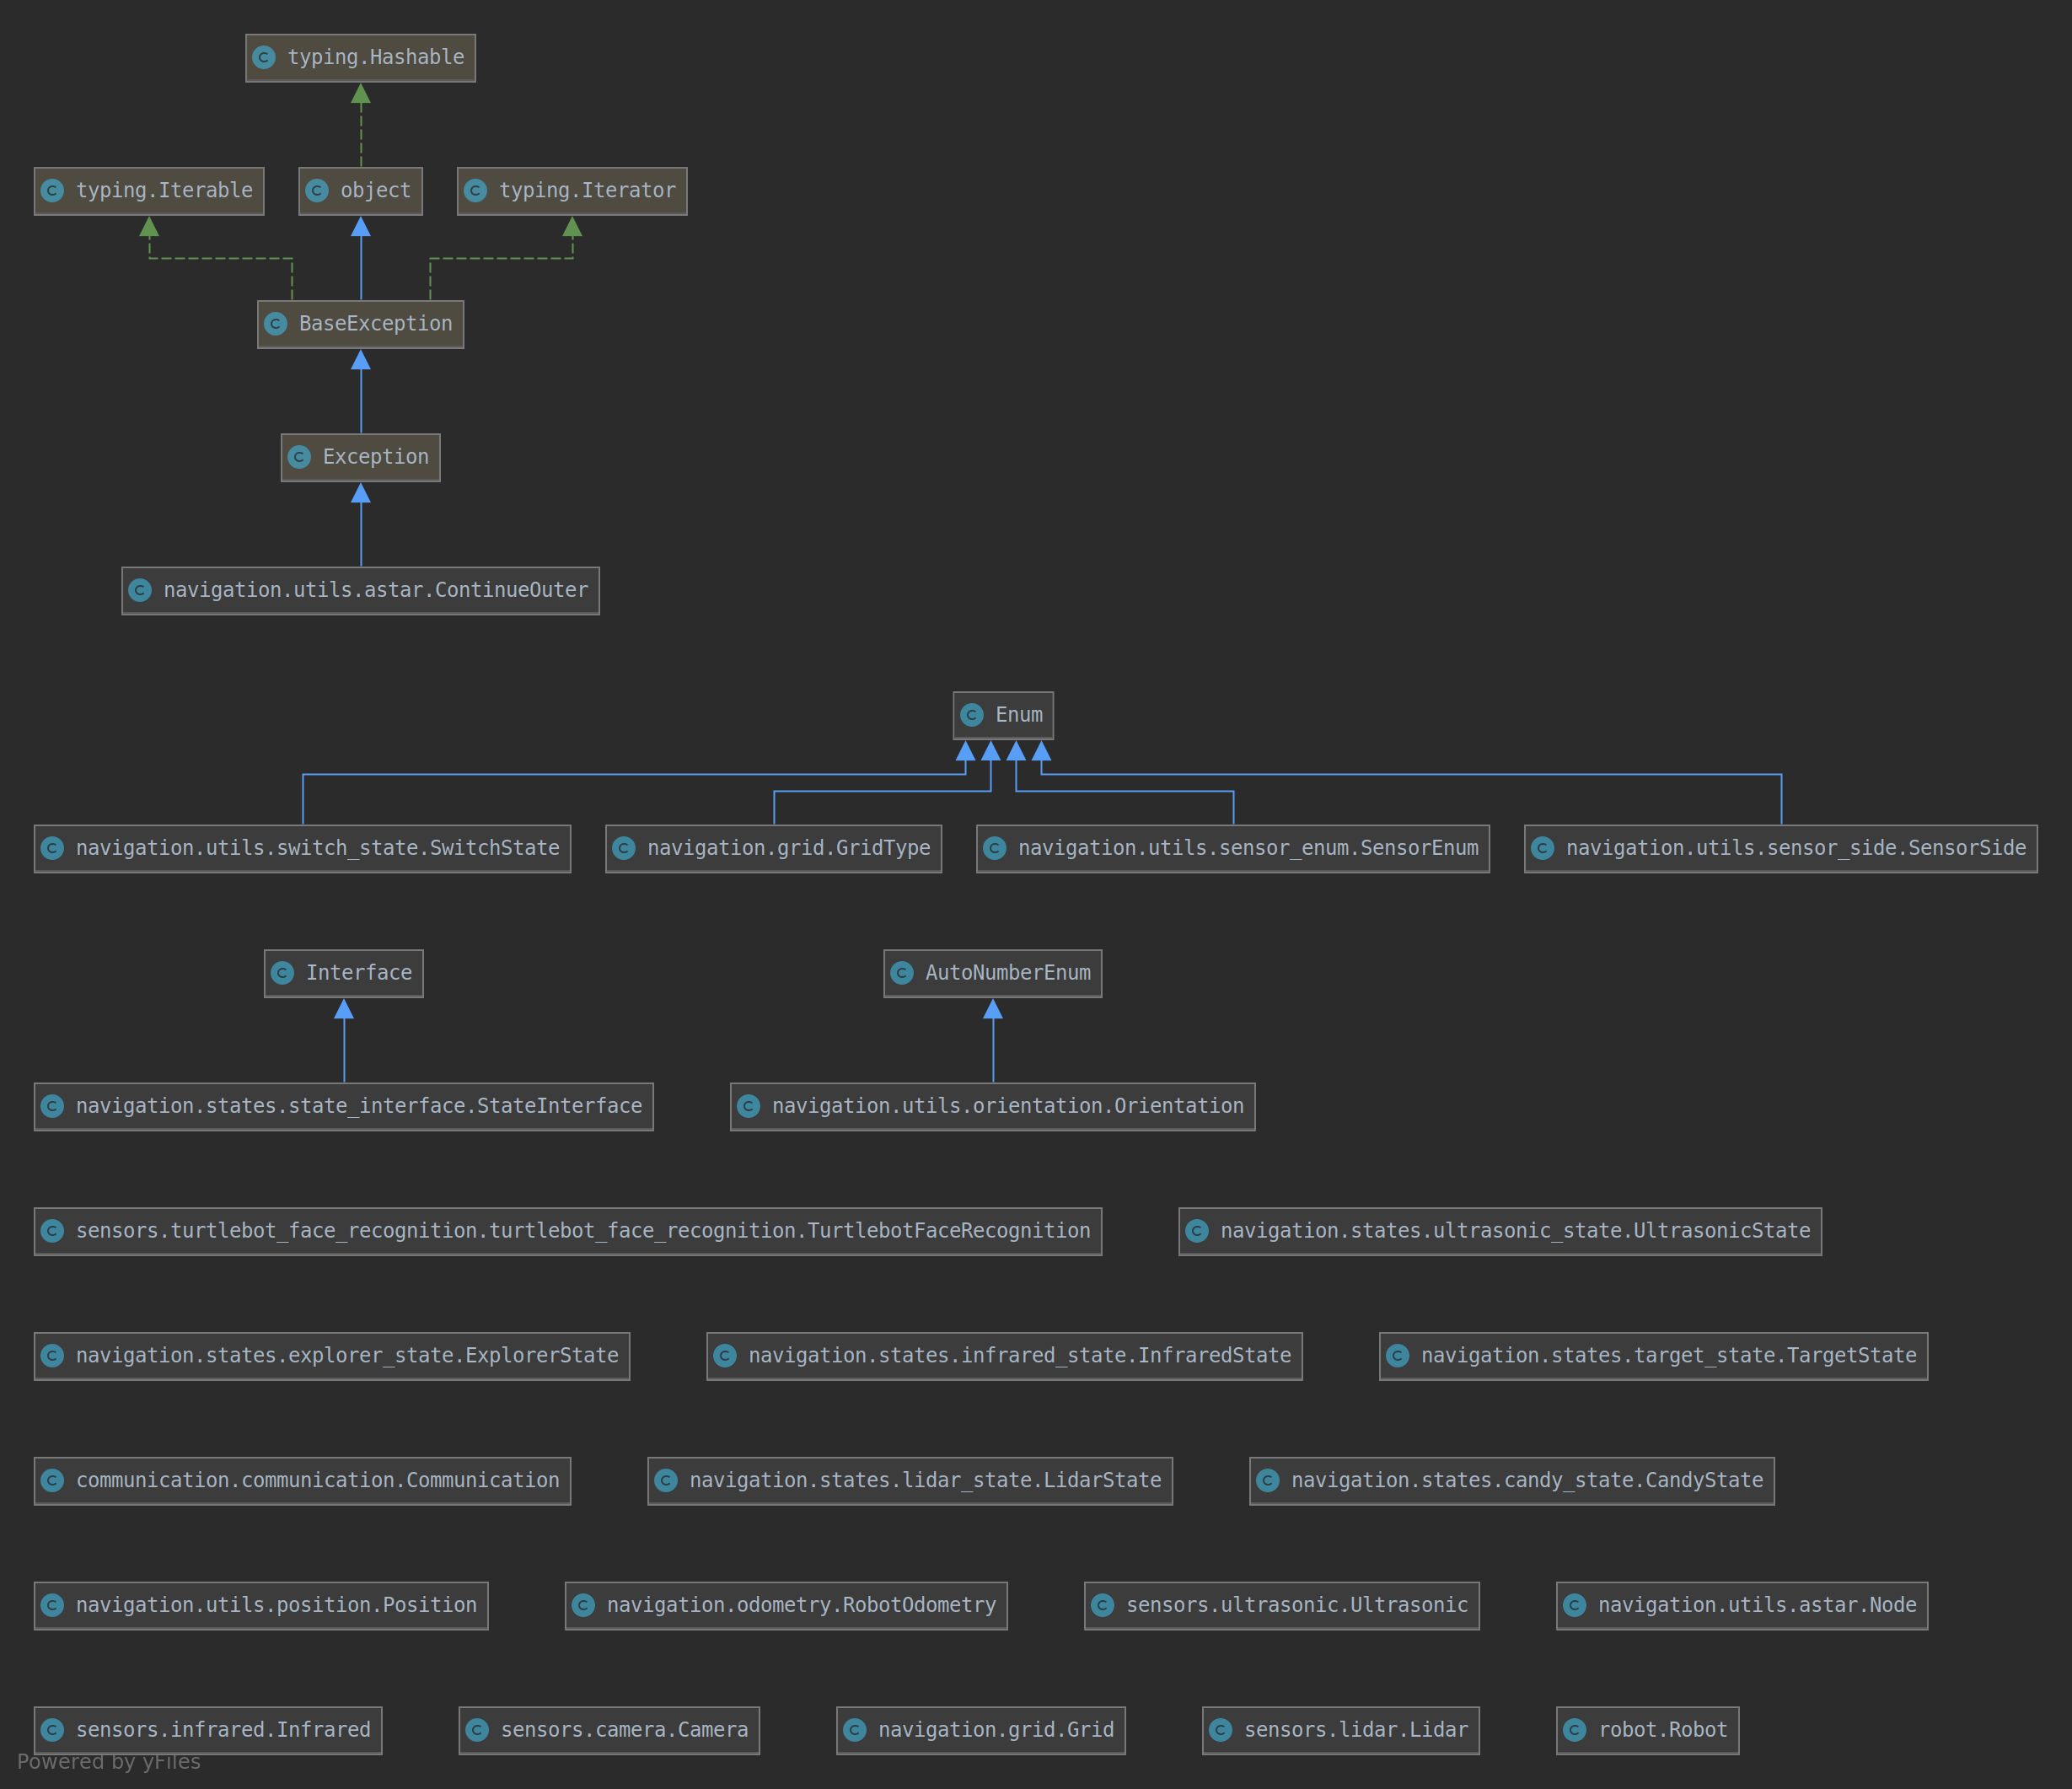 typing.Hashable
typing.Iterable
object
typing.Iterator
BaseException
Exception
navigation.utils.astar.ContinueOuter
Enum
navigation.utils.switch_state.SwitchState
navigation.grid.GridType
navigation.utils.sensor_enum.SensorEnum
navigation.utils.sensor_side.SensorSide
Interface
AutoNumberEnum
navigation.states.state_interface.StateInterface
navigation.utils.orientation.Orientation
sensors.turtlebot_face_recognition.turtlebot_face_recognition.TurtlebotFaceRecognition
navigation.states.ultrasonic_state.UltrasonicState
navigation.states.explorer_state.ExplorerState
navigation.states.infrared_state.InfraredState
navigation.states.target_state.TargetState
communication.communication.Communication
navigation.states.lidar_state.LidarState
navigation.states.candy_state.CandyState
navigation.utils.position.Position
navigation.odometry.RobotOdometry
sensors.ultrasonic.Ultrasonic
navigation.utils.astar.Node
sensors.infrared.Infrared
sensors.camera.Camera
navigation.grid.Grid
sensors.lidar.Lidar
robot.Robot
Powered by yFiles